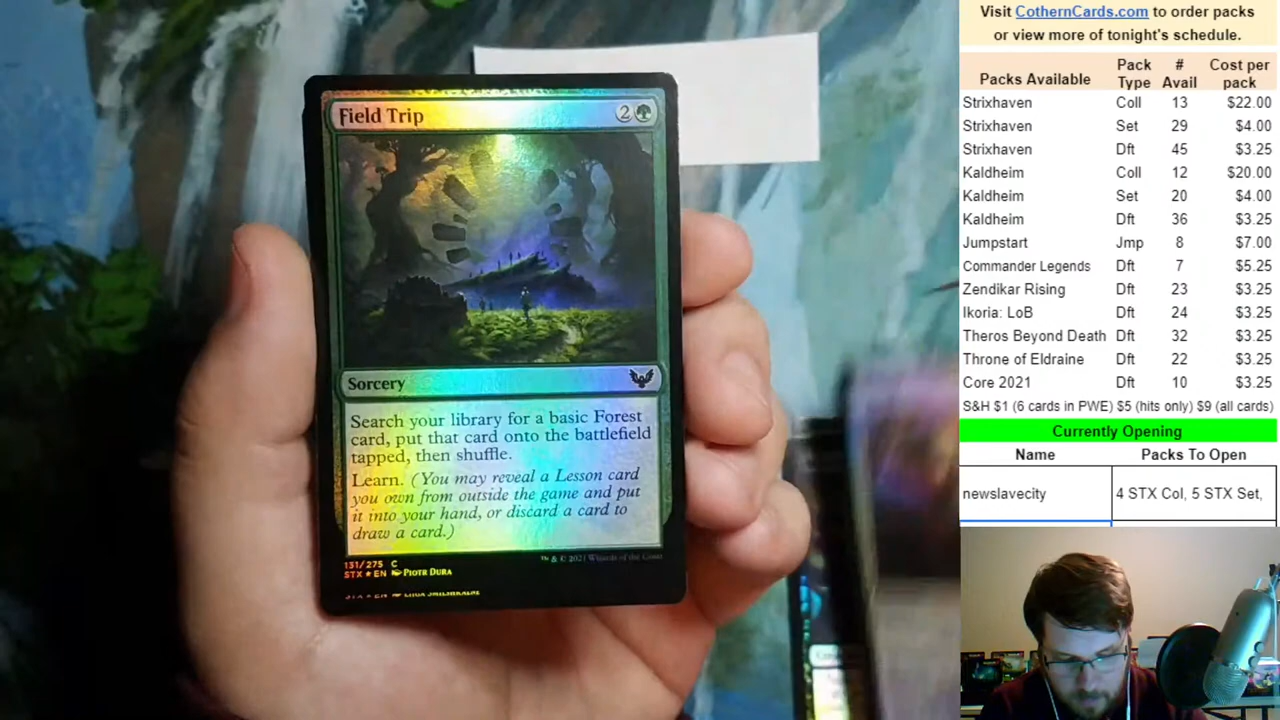 Field Trip 2
Sorcery
Search your library for a basic Forest
card, put that card onto the battlefield
tapped, then shuffle.
Learn. (You may reveal a Lesson card
you own from outside the game and put
it into your hand, or discard a card to
draw a card.)
131/275 C
STX ★ EN Piotr Dura
™ & © 2021 Wizards of the Coast
Visit CothernCards.com to order packs
or view more of tonight's schedule.
Packs Available Pack Type # Avail Cost per pack
Strixhaven Coll 13 $22.00
Strixhaven Set 29 $4.00
Strixhaven Dft 45 $3.25
Kaldheim Coll 12 $20.00
Kaldheim Set 20 $4.00
Kaldheim Dft 36 $3.25
Jumpstart Jmp 8 $7.00
Commander Legends Dft 7 $5.25
Zendikar Rising Dft 23 $3.25
Ikoria: LoB Dft 24 $3.25
Theros Beyond Death Dft 32 $3.25
Throne of Eldraine Dft 22 $3.25
Core 2021 Dft 10 $3.25
S&H $1 (6 cards in PWE) $5 (hits only) $9 (all cards)
Currently Opening
Name Packs To Open
newslavecity 4 STX Col, 5 STX Set,